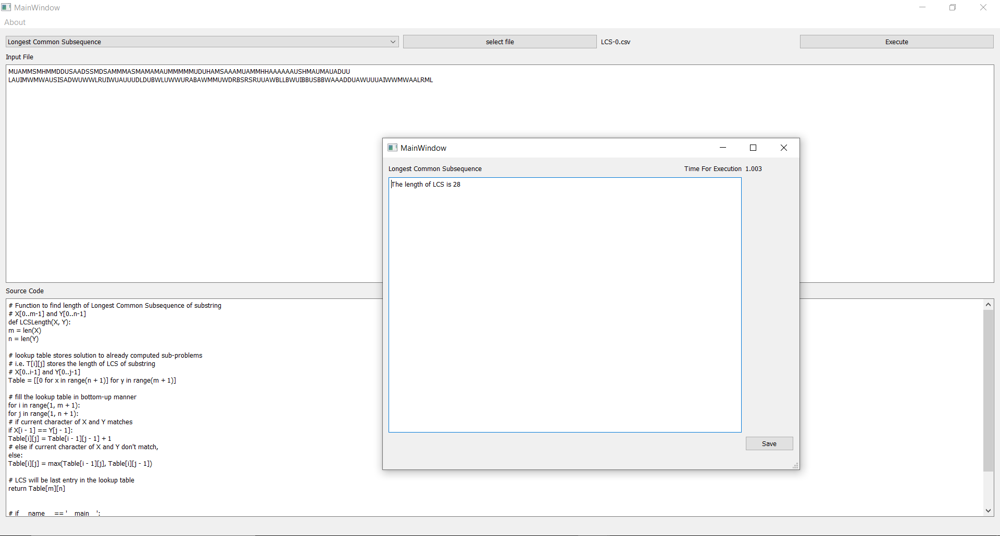 MainWindow
About
Longest Common Subsequence
select file
LCS-0.csv
Execute
Input File
MUAMMSMHMMDDUSAADSSMDSAMMMASMAMAMAUMMMMMUDUHAMSAAAMUAMMHHAAAAAAUSHMAUMAUADUU
LAUIMWMWAUSISADWUWWLRUIWUAUUUDLDUBWLUWWURABAWMMUWDRBSRSRUUAWBLLBWUIBBUSBBWAAADDUAWUUUAIWWMWAALRML
MainWindow
Longest Common Subsequence
Time For Execution 1.003
The length of LCS is 28
Save
Source Code
# Function to find length of Longest Common Subsequence of substring
# X[0..m-1] and Y[0..n-1]
def LCSLength(X, Y):
m = len(X)
n = len(Y)
# lookup table stores solution to already computed sub-problems
# i.e. T[i][j] stores the length of LCS of substring
# X[0..i-1] and Y[0..j-1]
Table = [[0 for x in range(n + 1)] for y in range(m + 1)]
# fill the lookup table in bottom-up manner
for i in range(1, m + 1):
for j in range(1, n + 1):
# if current character of X and Y matches
if X[i - 1] == Y[j - 1]:
Table[i][j] = Table[i - 1][j - 1] + 1
# else if current character of X and Y don't match,
else:
Table[i][j] = max(Table[i - 1][j], Table[i][j - 1])
# LCS will be last entry in the lookup table
return Table[m][n]
# if __name__ == '__main__':